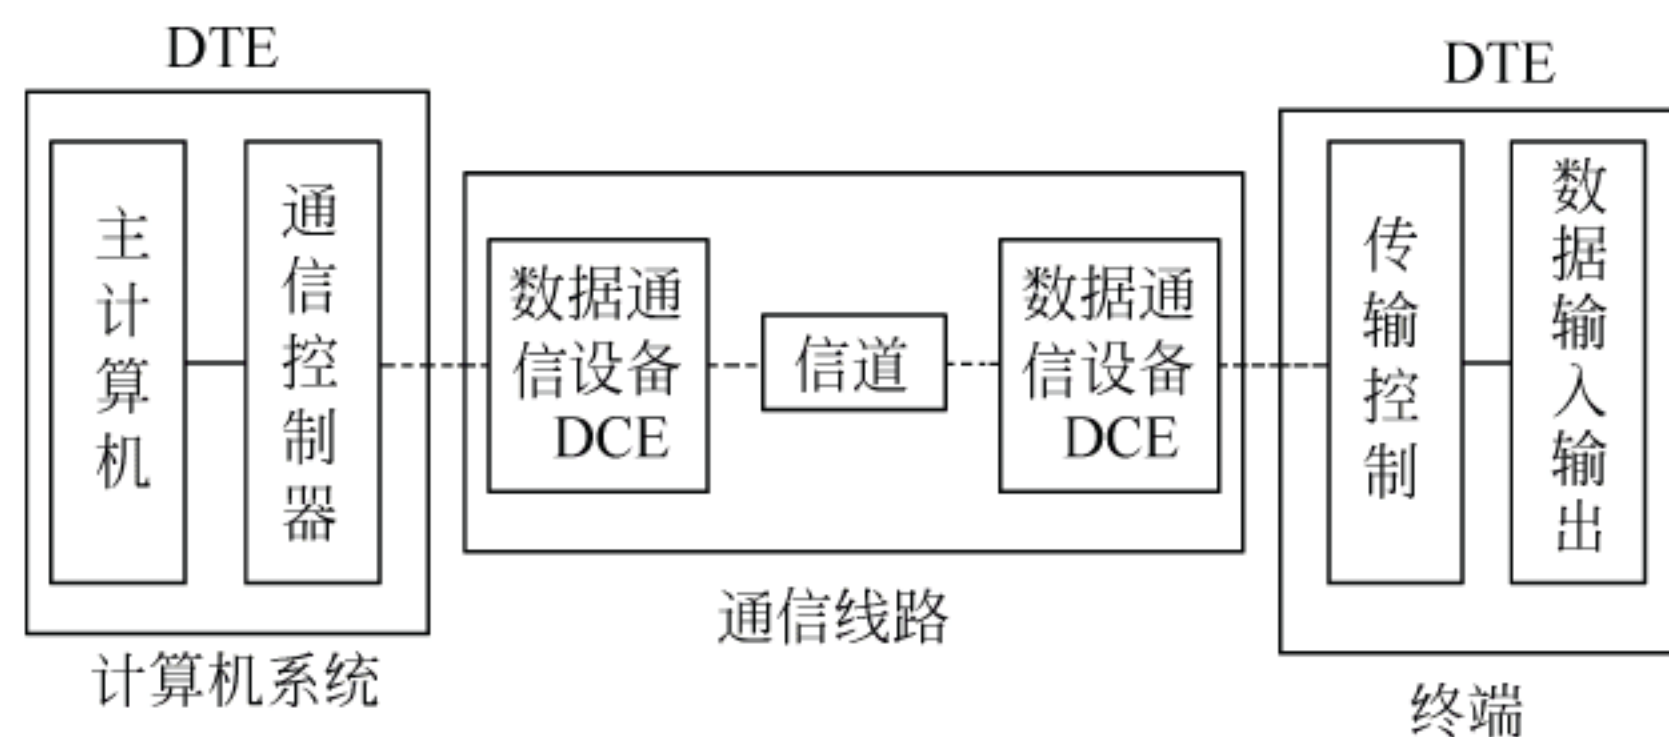 DTE
主计算机
通信控制器
计算机系统
数据通
信设备
DCE
信道
数据通
信设备
DCE
通信线路
DTE
传输控制
数据输入输出
终端